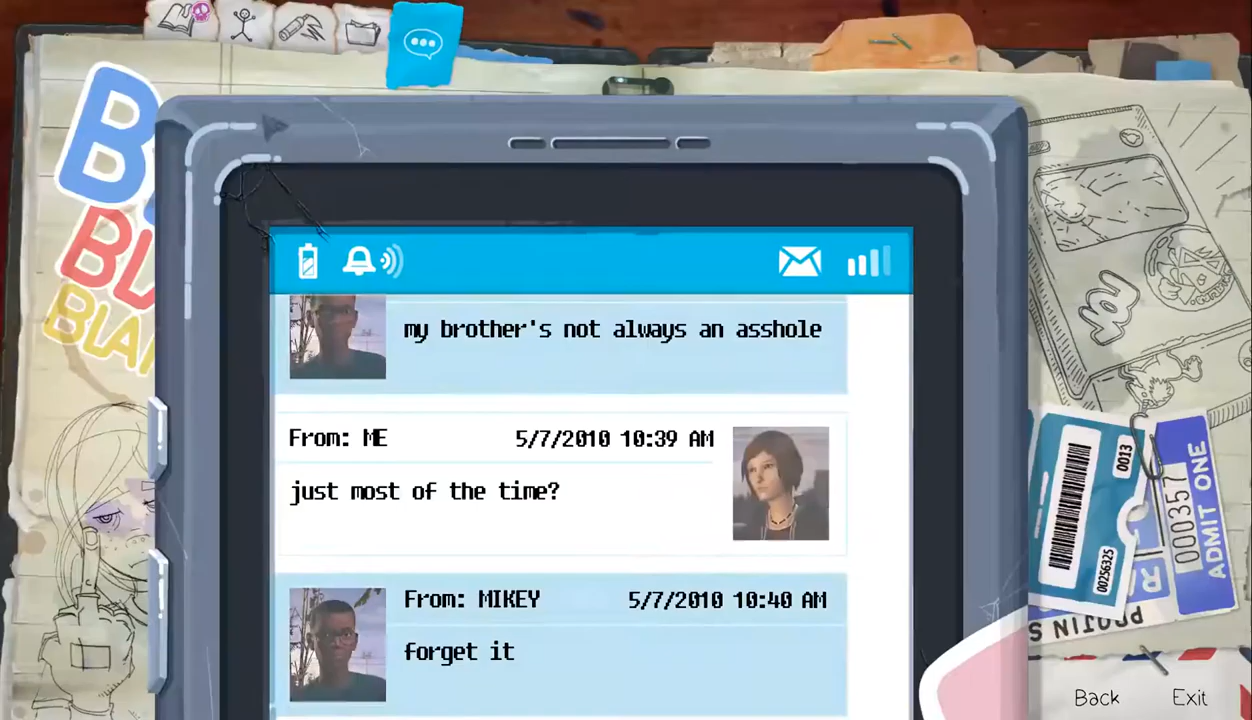 my brother's not always an asshole
From: ME 5/7/2010 10:39 AM
just most of the time?
From: MIKEY 5/7/2010 10:40 AM
forget it
0013
00256325
000357
ADMIT ONE
Back Exit